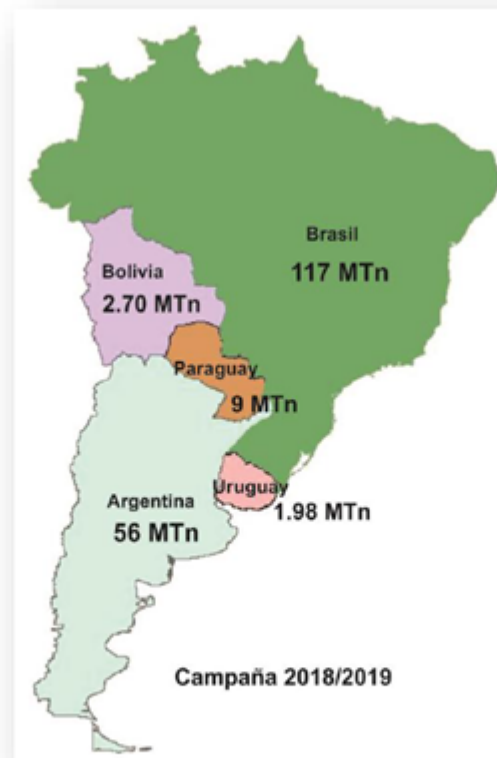 Brasil
117 MTn
Bolivia
2.70 MTn
Paraguay
9 MTn
Uruguay
1.98 MTn
Argentina
56 MTn
Campaña 2018/2019